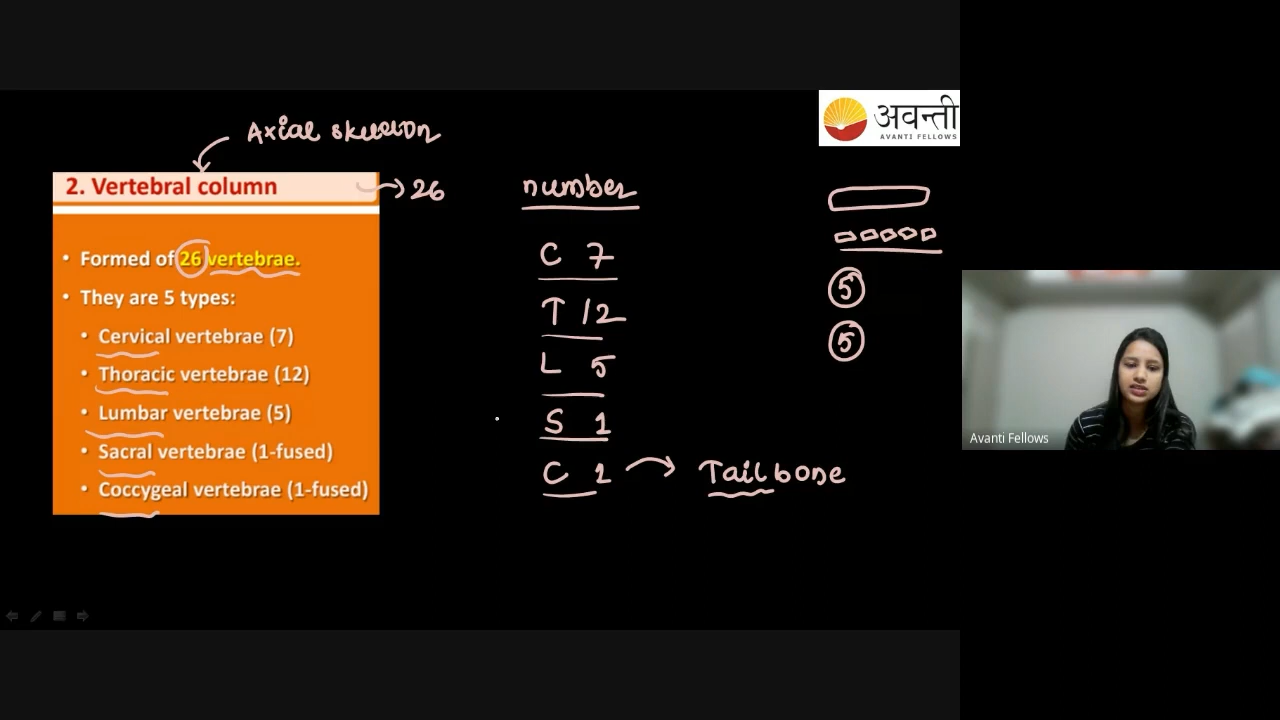 Axial skeleton
2. Vertebral column
→ 26
• Formed of 26 vertebrae.
• They are 5 types:
• Cervical vertebrae (7)
• Thoracic vertebrae (12)
• Lumbar vertebrae (5)
• Sacral vertebrae (1-fused)
• Coccygeal vertebrae (1-fused)
number
C 7
T 12
L 5
S 1
C 1 → Tail bone
5
5
अवन्ती
AVANTI FELLOWS
Avanti Fellows